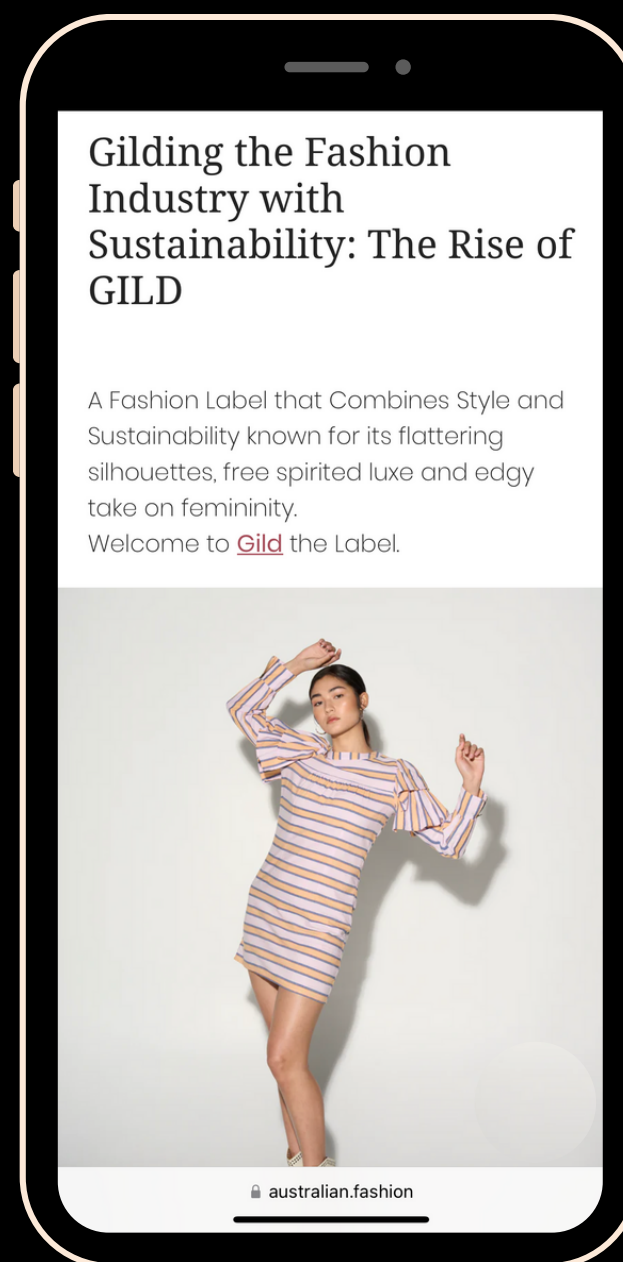 Gilding the Fashion
Industry with
Sustainability: The Rise of
GILD
A Fashion Label that Combines Style and
Sustainability known for its flattering
silhouettes, free spirited luxe and edgy
take on femininity.
Welcome to Gild the Label.
australian.fashion